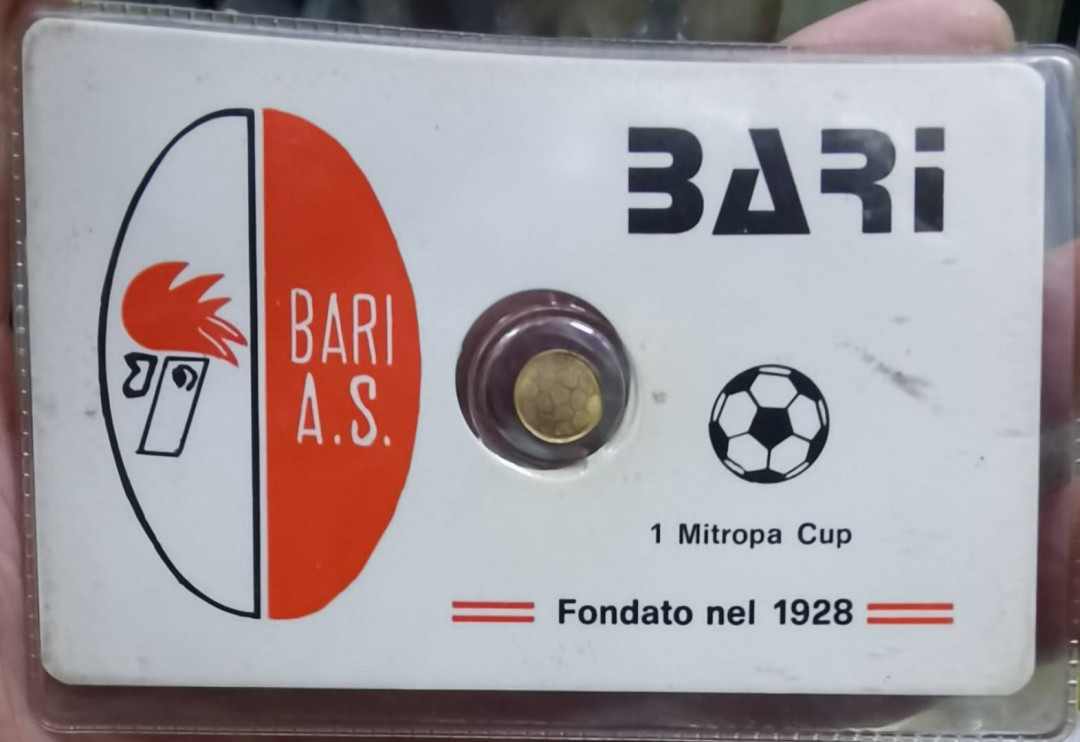 BARi
BARI
A.S.
1 Mitropa Cup
Fondato nel 1928